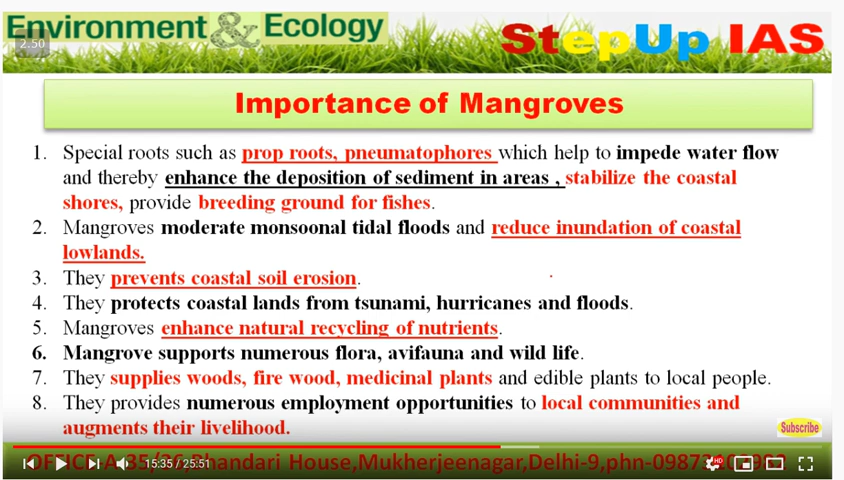 Environment & Ecology
StepUp IAS
2.50
Importance of Mangroves
1. Special roots such as prop roots, pneumatophores which help to impede water flow
and thereby enhance the deposition of sediment in areas , stabilize the coastal
shores, provide breeding ground for fishes.
2. Mangroves moderate monsoonal tidal floods and reduce inundation of coastal
lowlands.
3. They prevents coastal soil erosion.
4. They protects coastal lands from tsunami, hurricanes and floods.
5. Mangroves enhance natural recycling of nutrients.
6. Mangrove supports numerous flora, avifauna and wild life.
7. They supplies woods, fire wood, medicinal plants and edible plants to local people.
8. They provides numerous employment opportunities to local communities and
augments their livelihood.
Subscribe
OFFICE House,Mukherjeenagar,Delhi-9,phn-
15:35 / 25:51
HD